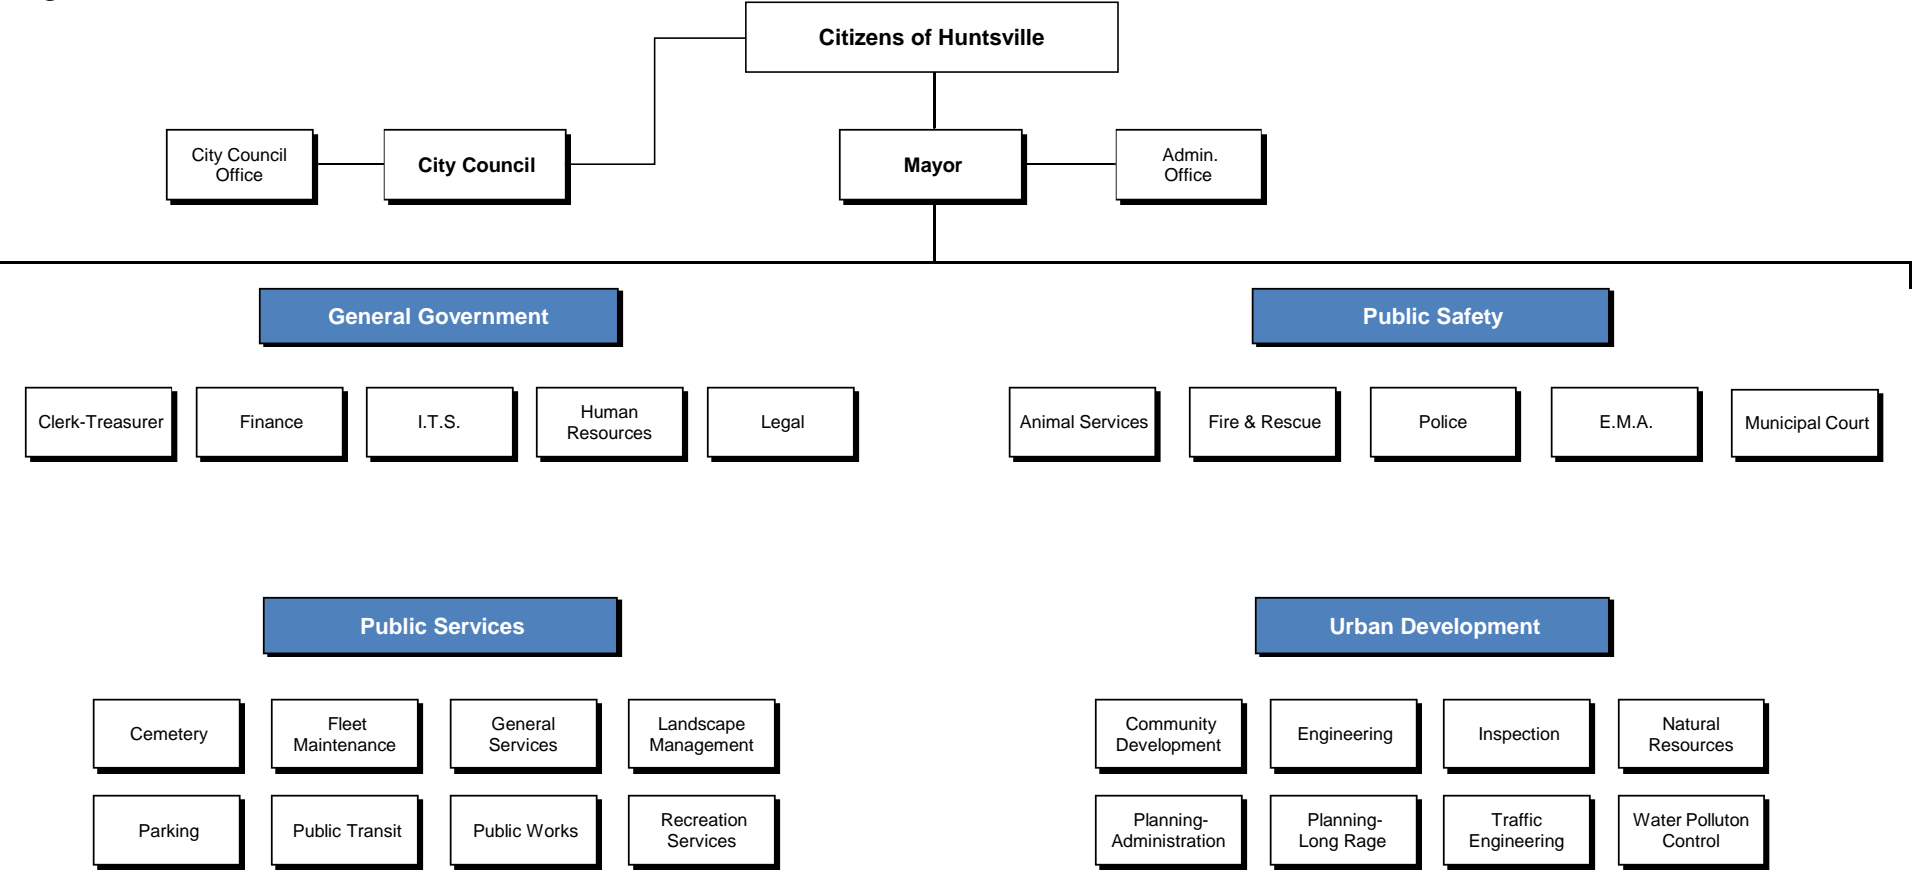 Citizens of Huntsville
City Council
Office
City Council
Mayor
Admin.
Office
General Government
Public Safety
Clerk-Treasurer
Finance
I.T.S.
Human
Resources
Legal
Animal Services
Fire & Rescue
Police
E.M.A.
Municipal Court
Public Services
Urban Development
Cemetery
Fleet
Maintenance
General
Services
Landscape
Management
Community
Development
Engineering
Inspection
Natural
Resources
Parking
Public Transit
Public Works
Recreation
Services
Planning-
Administration
Planning-
Long Rage
Traffic
Engineering
Water Polluton
Control